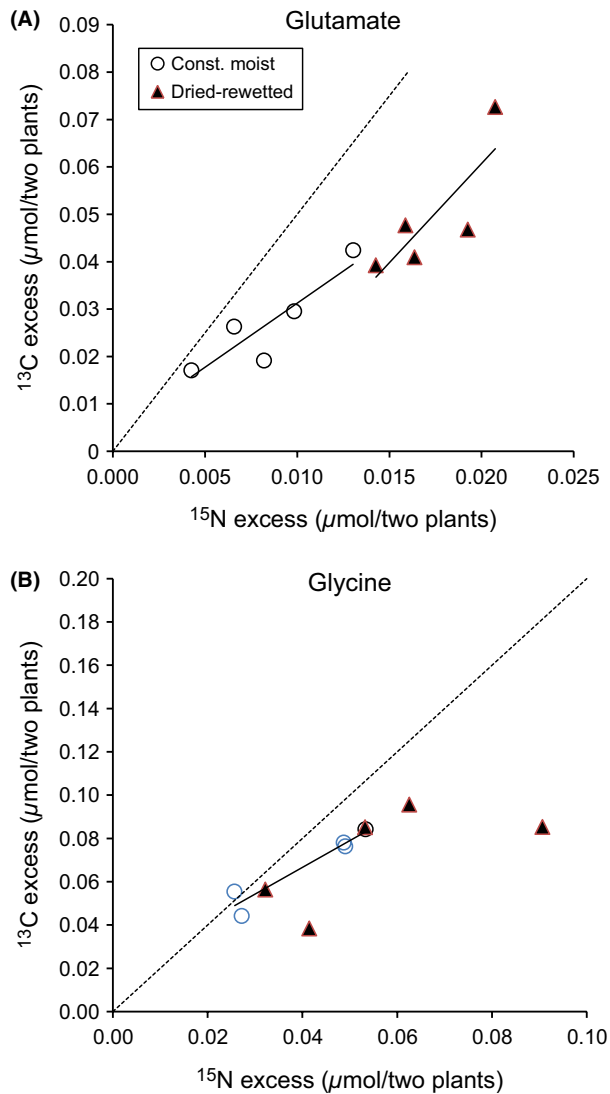 (A)
Glutamate
0.09
0.08
0.07
0.06
0.05
0.04
0.03
0.02
0.01
0
Const. moist
Dried-rewetted
¹³C excess (µmol/two plants)
0.000 0.005 0.010 0.015 0.020 0.025
¹⁵N excess (µmol/two plants)
(B)
Glycine
0.20
0.18
0.16
0.14
0.12
0.10
0.08
0.06
0.04
0.02
0.00
¹³C excess (µmol/two plants)
0.00 0.02 0.04 0.06 0.08 0.10
¹⁵N excess (µmol/two plants)